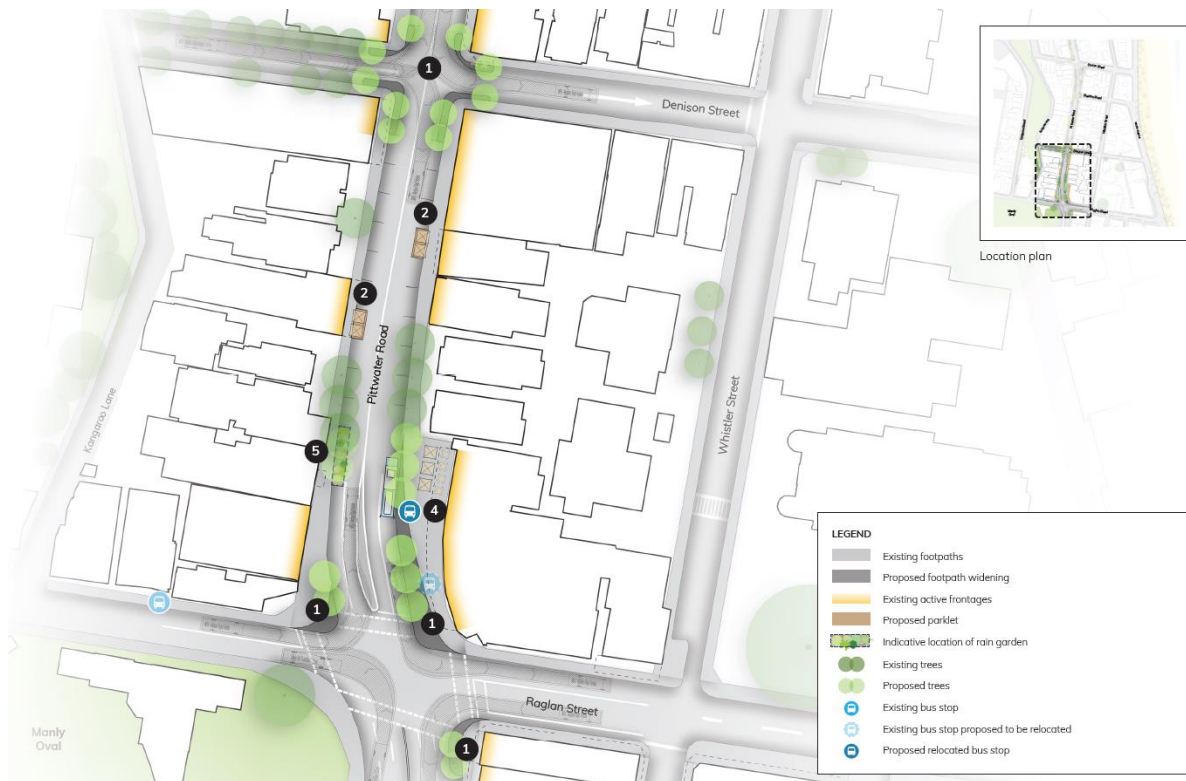 1
Denison Street
2
2
Pittwater Road
Kangaroo Lane
5
4
Whistler Street
1
1
Raglan Street
Manly
Oval
1
Location plan
LEGEND
Existing footpaths
Proposed footpath widening
Existing active frontages
Proposed parklet
Indicative location of rain garden
Existing trees
Proposed trees
Existing bus stop
Existing bus stop proposed to be relocated
Proposed relocated bus stop